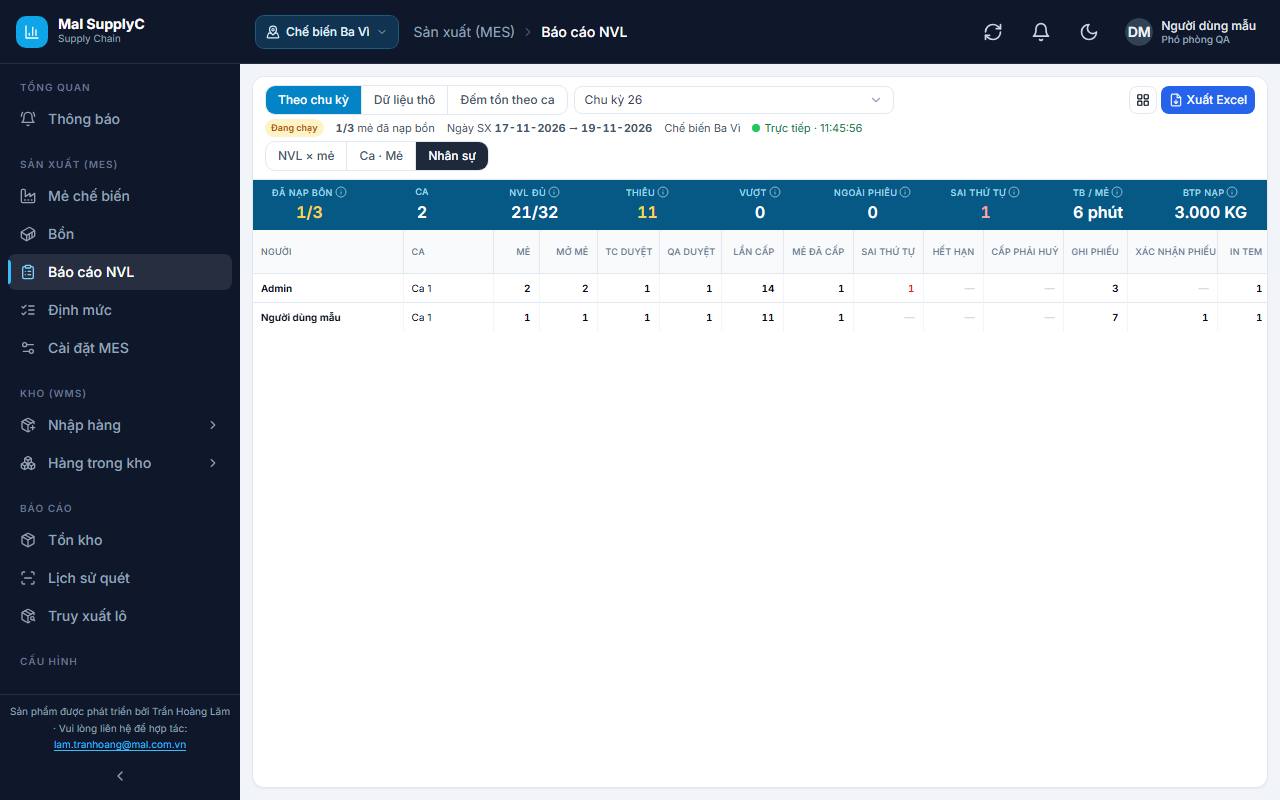 Mal SupplyC
Supply Chain
Chế biến Ba Vì
Sản xuất (MES) > Báo cáo NVL
DM
Người dùng mẫu
Phó phòng QA
TỔNG QUAN
Thông báo
SẢN XUẤT (MES)
Mẻ chế biến
Bồn
Báo cáo NVL
Định mức
Cài đặt MES
KHO (WMS)
Nhập hàng
Hàng trong kho
BÁO CÁO
Tồn kho
Lịch sử quét
Truy xuất lô
CẤU HÌNH
Sản phẩm được phát triển bởi Trần Hoàng Lãm
· Vui lòng liên hệ để hợp tác:
lam.tranhoang@mal.com.vn
Theo chu kỳ Dữ liệu thô Đếm tồn theo ca Chu kỳ 26 Xuất Excel
Đang chạy 1/3 mẻ đã nạp bồn Ngày SX 17-11-2026 → 19-11-2026 Chế biến Ba Vì Trực tiếp · 11:45:56
NVL × mẻ Ca · Mẻ Nhân sự
ĐÃ NẠP BỒN CA NVL ĐỦ THIẾU VƯỢT NGOÀI PHIẾU SAI THỨ TỰ TB / MẺ BTP NẠP
1/3 2 21/32 11 0 0 1 6 phút 3.000 KG
NGƯỜI CA MẺ MỞ MẺ TC DUYỆT QA DUYỆT LẦN CẤP MẺ ĐÃ CẤP SAI THỨ TỰ HẾT HẠN CẤP PHẢI HUỶ GHI PHIẾU XÁC NHẬN PHIẾU IN TEM
Admin Ca 1 2 2 1 1 14 1 1 — — 3 — 1
Người dùng mẫu Ca 1 1 1 1 1 11 1 — — — 7 1 1